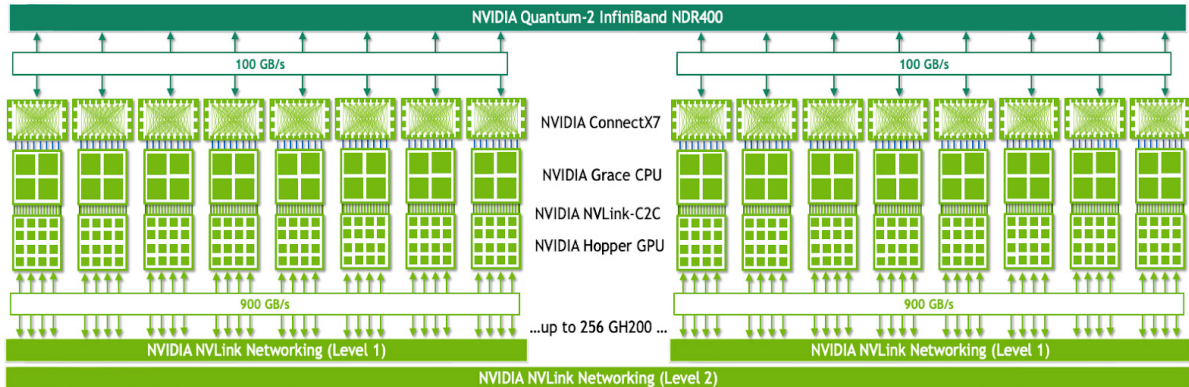 NVIDIA Quantum-2 InfiniBand NDR400
100 GB/s
100 GB/s
NVIDIA ConnectX7
NVIDIA Grace CPU
NVIDIA NVLink-C2C
NVIDIA Hopper GPU
900 GB/s
900 GB/s
...up to 256 GH200 ...
NVIDIA NVLink Networking (Level 1)
NVIDIA NVLink Networking (Level 1)
NVIDIA NVLink Networking (Level 2)